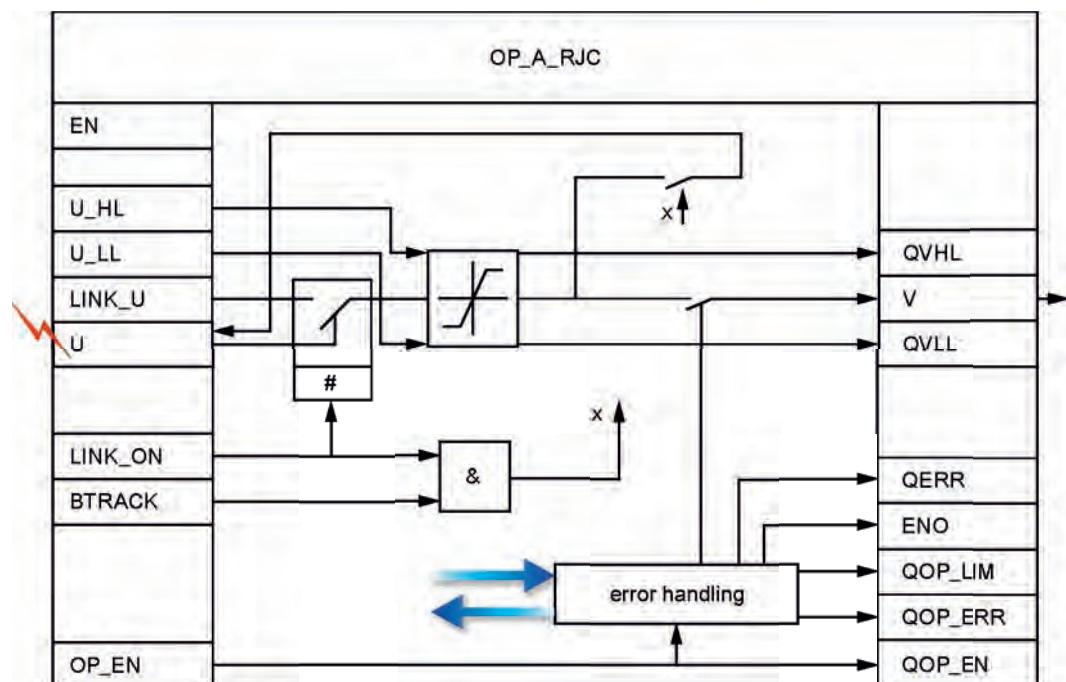 OP_A_RJC
EN
U_HL
U_LL
LINK_U
U
#
LINK_ON
BTRACK
OP_EN
x
x
&
error handling
QVHL
V
QVLL
QERR
ENO
QOP_LIM
QOP_ERR
QOP_EN